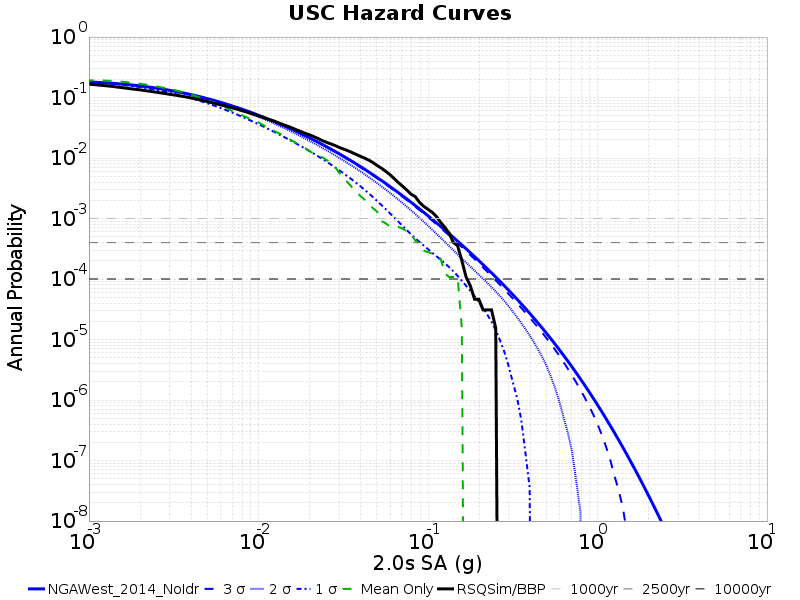 USC Hazard Curves
10^0
10^-1
10^-2
10^-3
10^-4
10^-5
10^-6
10^-7
10^-8
Annual Probability
10^-3 10^-2 10^-1 10^0 10^1
2.0s SA (g)
NGAWest_2014_NoIdr 3 σ 2 σ 1 σ Mean Only RSQSim/BBP 1000yr 2500yr 10000yr